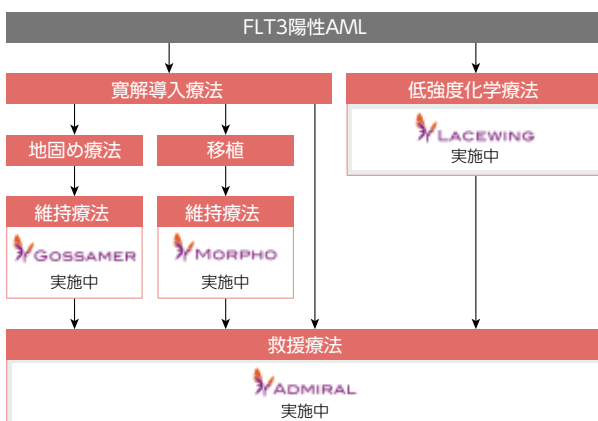 FLT3陽性AML
寛解導入療法
低強度化学療法
LACEWING
実施中
地固め療法
移植
維持療法
維持療法
GOSSAMER
実施中
MORPHO
実施中
救援療法
ADMIRAL
実施中